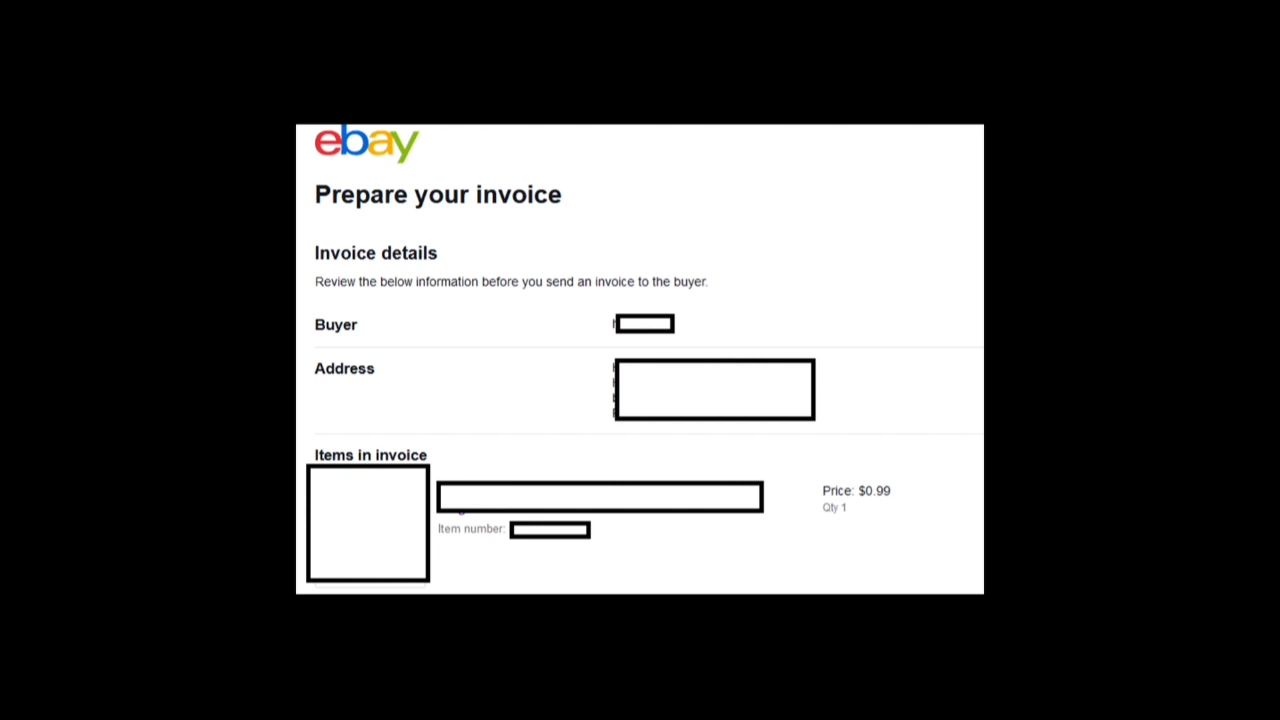 ebay
Prepare your invoice
Invoice details
Review the below information before you send an invoice to the buyer.
Buyer
Address
Items in invoice
Price: $0.99
Qty 1
Item number: